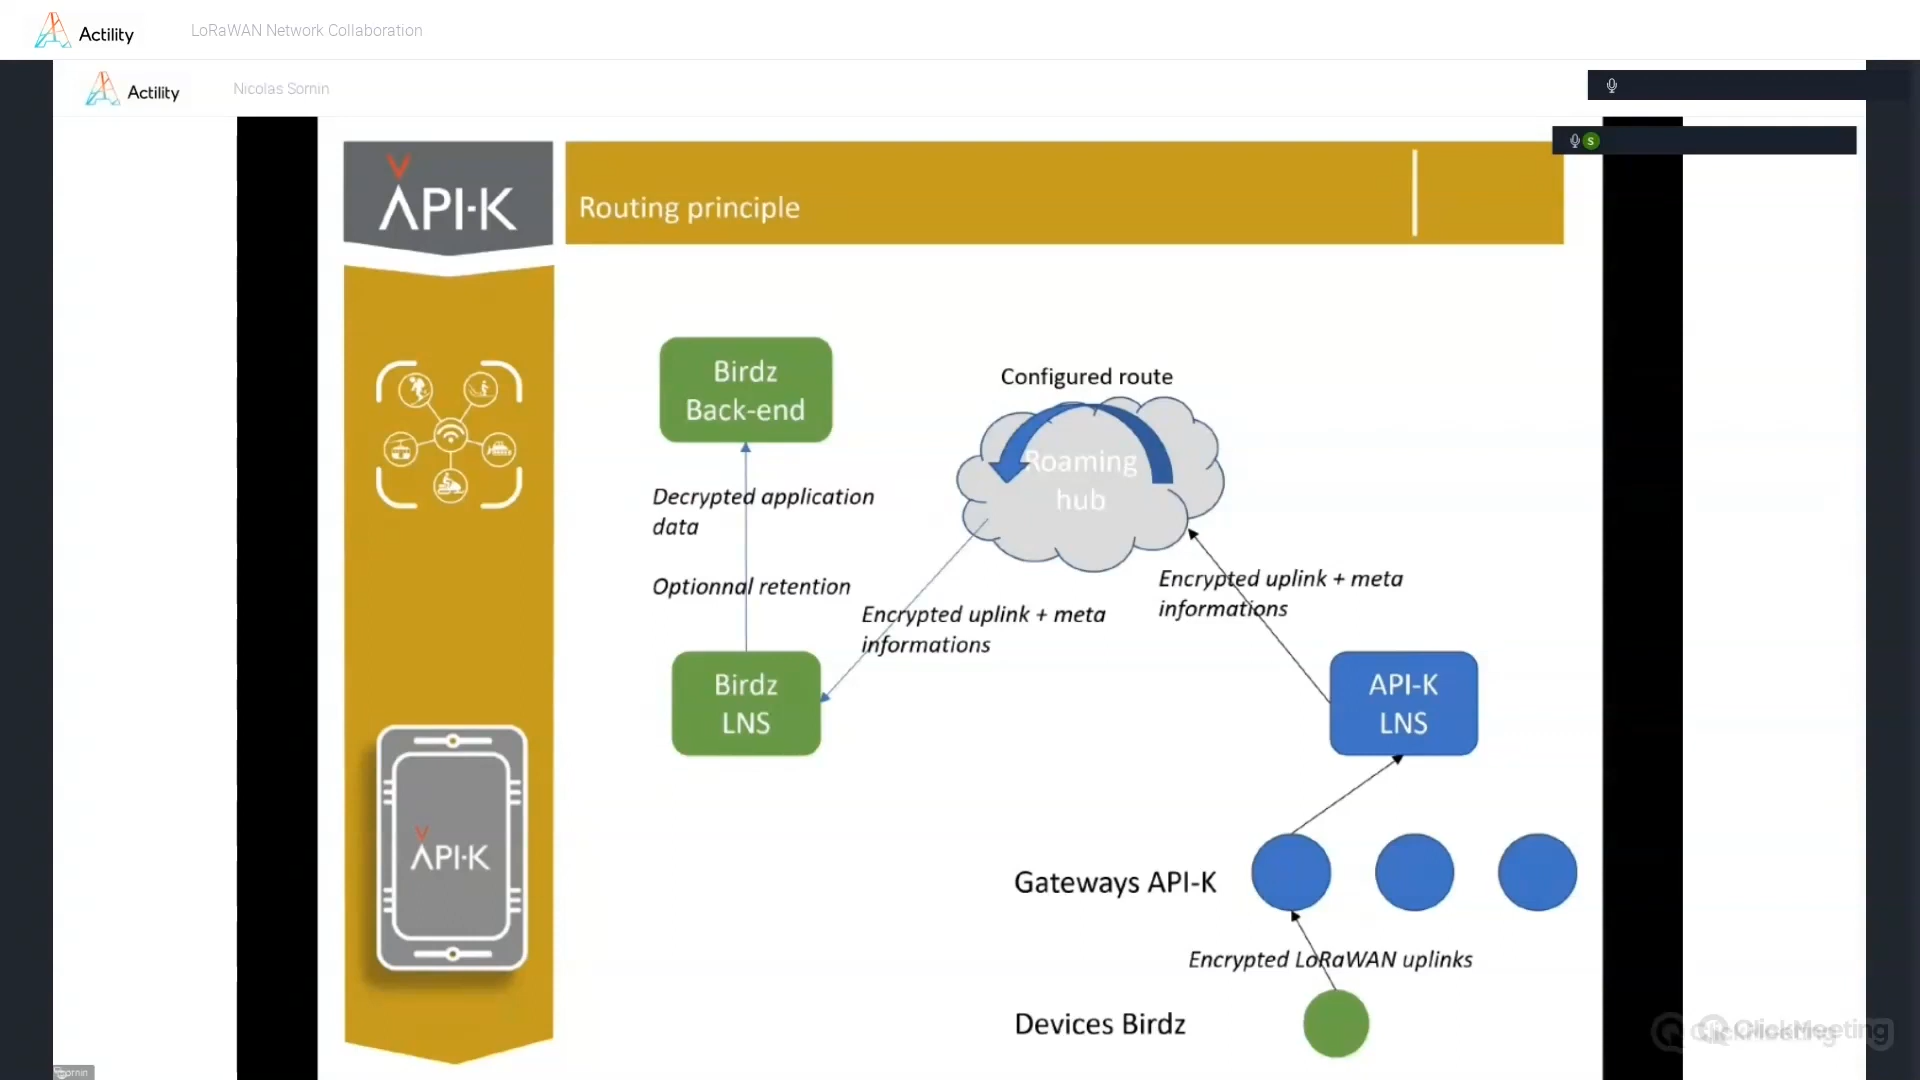 Actility
LoRaWAN Network Collaboration
Actility
Nicolas Sornin
S
API-K
Routing principle
Birdz
Back-end
Configured route
Roaming
hub
Decrypted application
data
Optionnal retention
Encrypted uplink + meta
informations
Encrypted uplink + meta
informations
Birdz
LNS
API-K
LNS
API-K
Gateways API-K
Encrypted LoRaWAN uplinks
Devices Birdz
ClickMeeting